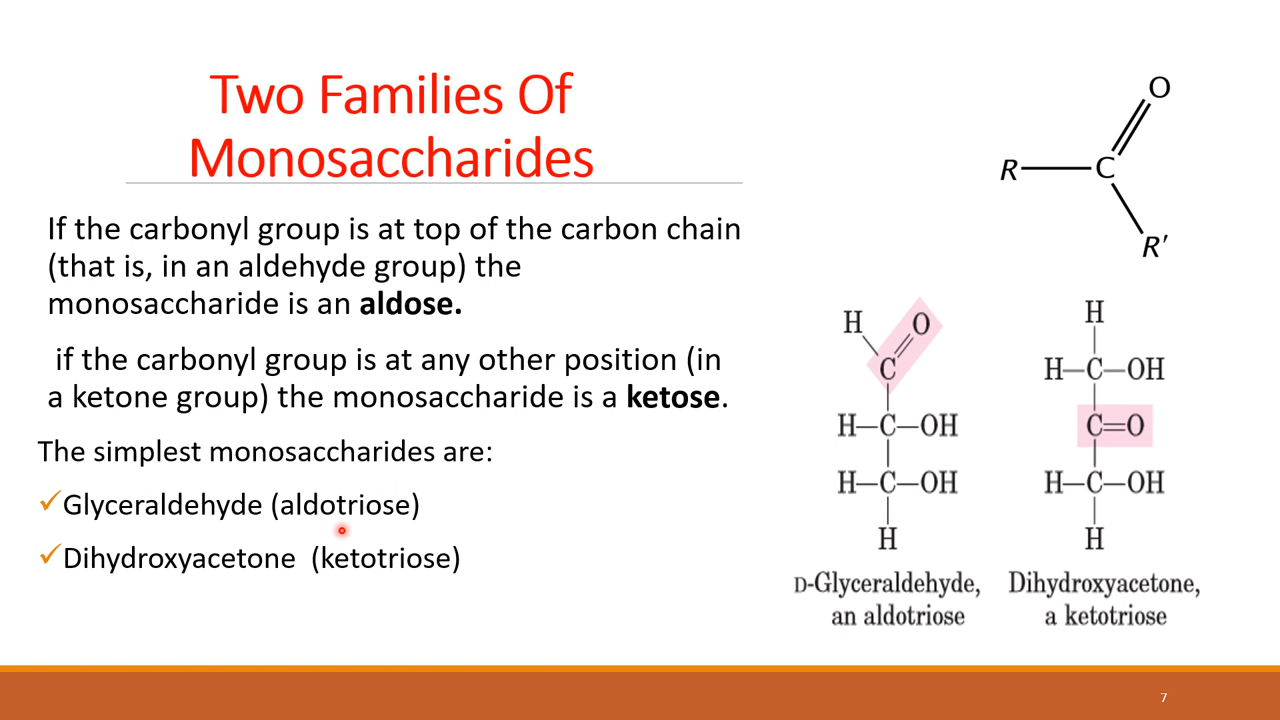 Two Families Of
Monosaccharides
If the carbonyl group is at top of the carbon chain
(that is, in an aldehyde group) the
monosaccharide is an aldose.
if the carbonyl group is at any other position (in
a ketone group) the monosaccharide is a ketose.
The simplest monosaccharides are:
✓Glyceraldehyde (aldotriose)
✓Dihydroxyacetone (ketotriose)
O
R—C
R′
H O
C
H—C—OH
H—C—OH
H
D-Glyceraldehyde,
an aldotriose
H
H—C—OH
C=O
H—C—OH
H
Dihydroxyacetone,
a ketotriose
7